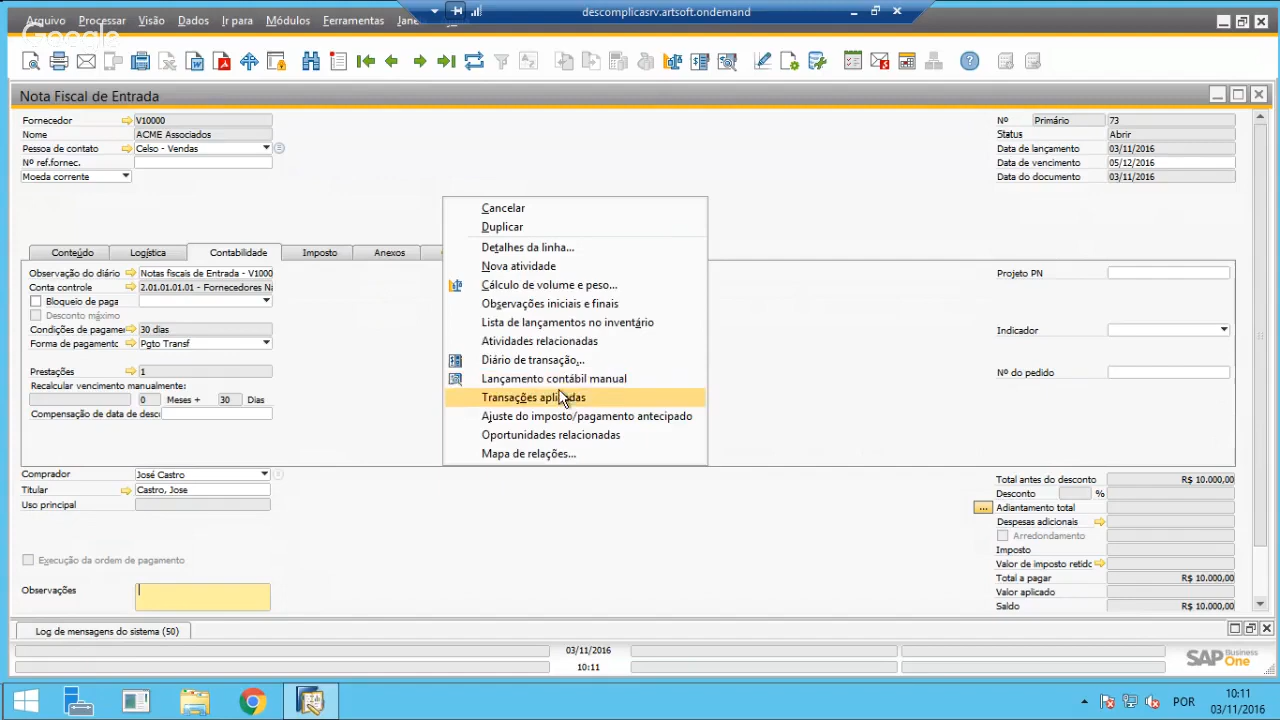 descomplicasrv.artsoft.ondemand
Arquivo Processar Visão Dados Ir para Módulos Ferramentas Jane
Google
Nota Fiscal de Entrada
Fornecedor V10000
Nome ACME Associados
Pessoa de contato Celso - Vendas
Nº ref.fornec.
Moeda corrente
Nº Primário 73
Status Abrir
Data de lançamento 03/11/2016
Data de vencimento 05/12/2016
Data do documento 03/11/2016
Conteúdo Logística Contabilidade Imposto Anexos
Observação do diário Notas fiscais de Entrada - V1000
Conta controle 2.01.01.01.01 - Fornecedores Na
Bloqueio de paga
Desconto máximo
Condições de pagamer 30 dias
Forma de pagamento Pgto Transf
Prestações 1
Recalcular vencimento manualmente:
0 Meses + 30 Dias
Compensação de data de desc
Projeto PN
Indicador
Nº do pedido
Cancelar
Duplicar
Detalhes da linha...
Nova atividade
Cálculo de volume e peso...
Observações iniciais e finais
Lista de lançamentos no inventário
Atividades relacionadas
Diário de transação...
Lançamento contábil manual
Transações aplicadas
Ajuste do imposto/pagamento antecipado
Oportunidades relacionadas
Mapa de relações...
Comprador José Castro
Titular Castro, Jose
Uso principal
Execução da ordem de pagamento
Observações
Total antes do desconto R$ 10.000,00
Desconto %
... Adiantamento total
Despesas adicionais
Arredondamento
Imposto
Valor de imposto retido
Total a pagar R$ 10.000,00
Valor aplicado
Saldo R$ 10.000,00
Log de mensagens do sistema (50)
03/11/2016
10:11
SAP Business One
POR
10:11
03/11/2016